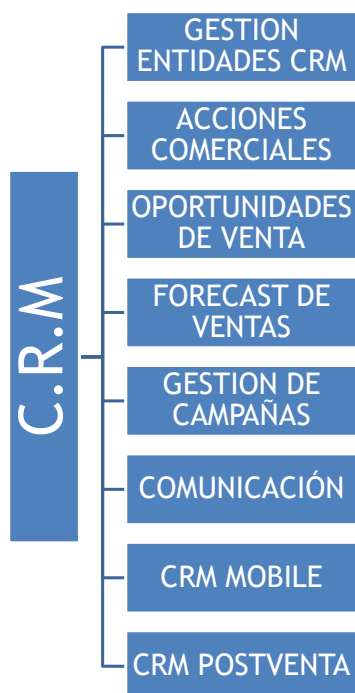 C.R.M
GESTION
ENTIDADES CRM
ACCIONES
COMERCIALES
OPORTUNIDADES
DE VENTA
FORECAST DE
VENTAS
GESTION DE
CAMPAÑAS
COMUNICACIÓN
CRM MOBILE
CRM POSTVENTA